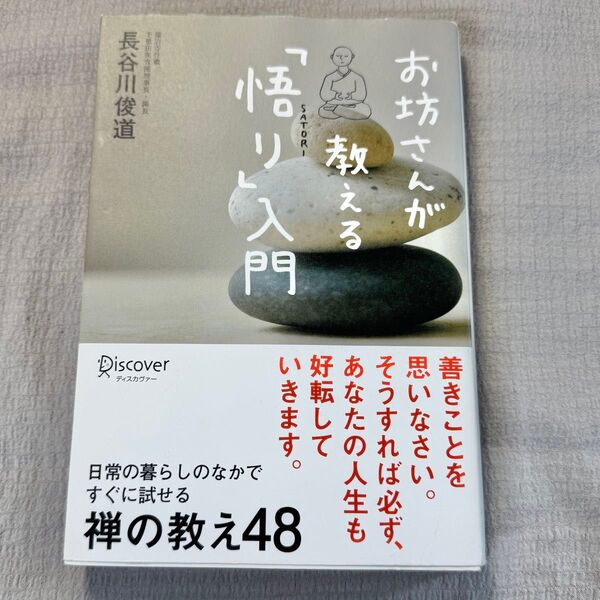 お坊さんが
教える
「悟り」入門
SATORI
長谷川俊道
Discover
ディスカヴァー
善きことを
思いなさい。
そうすれば必ず、
あなたの人生も
好転して
いきます。
日常の暮らしのなかで
すぐに試せる
禅の教え48